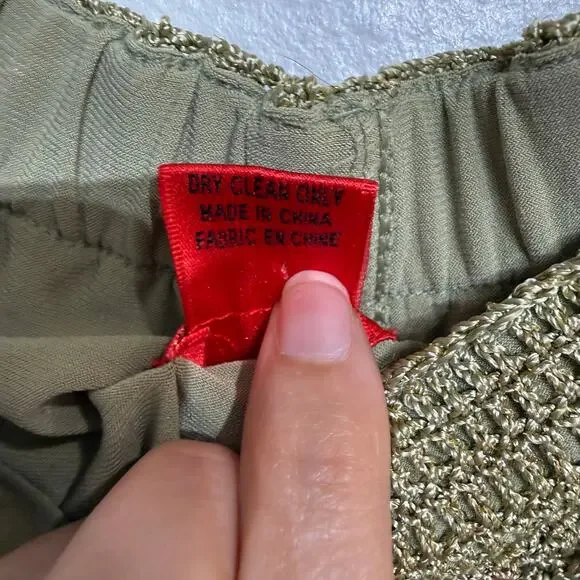 DRY CLEAN ONLY
MADE IN CHINA
FABRIC EN CHINE